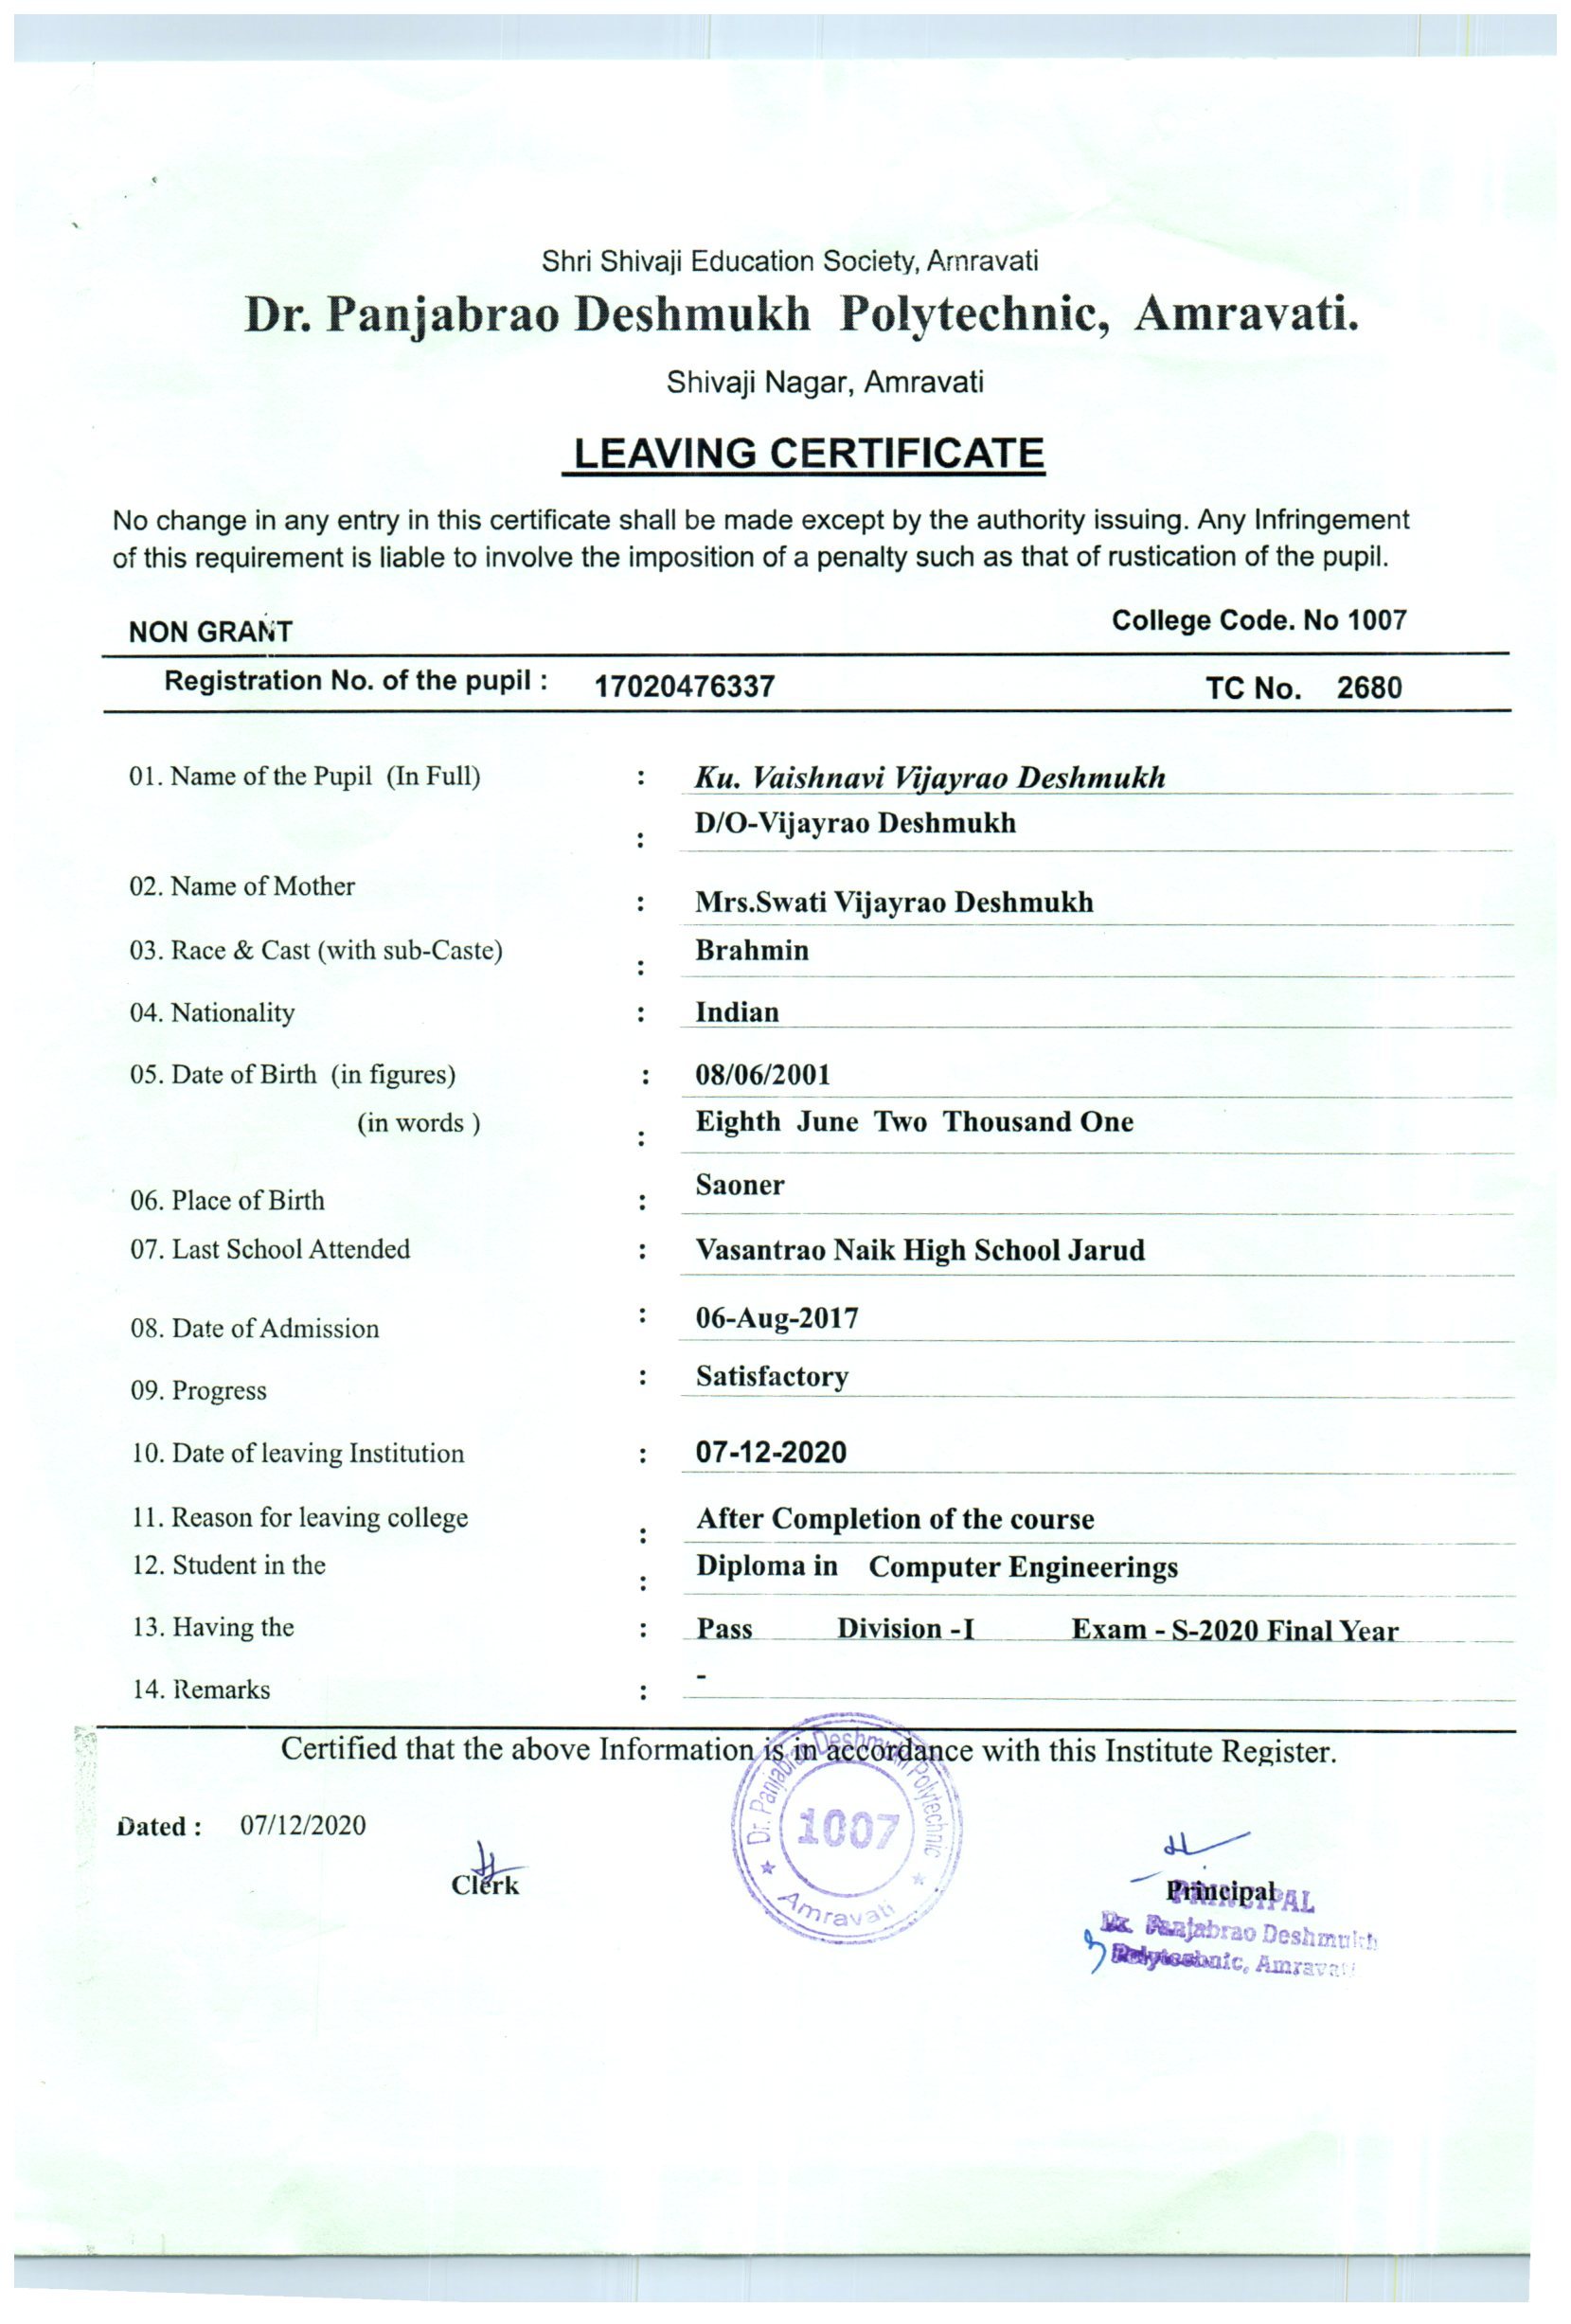 Shri Shivaji Education Society, Amravati
Dr. Panjabrao Deshmukh Polytechnic, Amravati.
Shivaji Nagar, Amravati
LEAVING CERTIFICATE
No change in any entry in this certificate shall be made except by the authority issuing. Any Infringement
of this requirement is liable to involve the imposition of a penalty such as that of rustication of the pupil.
NON GRANT College Code. No 1007
Registration No. of the pupil : 17020476337 TC No. 2680
01. Name of the Pupil (In Full) : Ku. Vaishnavi Vijayrao Deshmukh
: D/O-Vijayrao Deshmukh
02. Name of Mother : Mrs.Swati Vijayrao Deshmukh
03. Race & Cast (with sub-Caste) : Brahmin
04. Nationality : Indian
05. Date of Birth (in figures) : 08/06/2001
(in words ) : Eighth June Two Thousand One
06. Place of Birth : Saoner
07. Last School Attended : Vasantrao Naik High School Jarud
08. Date of Admission : 06-Aug-2017
09. Progress : Satisfactory
10. Date of leaving Institution : 07-12-2020
11. Reason for leaving college : After Completion of the course
12. Student in the : Diploma in Computer Engineerings
13. Having the : Pass Division -I Exam - S-2020 Final Year
14. Remarks : -
Certified that the above Information is in accordance with this Institute Register.
Dr. Panjabrao Deshmukh Polytechnic
1007
★ Amravati ★
Dated : 07/12/2020
Clerk
Principal
PRINCIPAL
Dr. Panjabrao Deshmukh
Polytechnic, Amravati